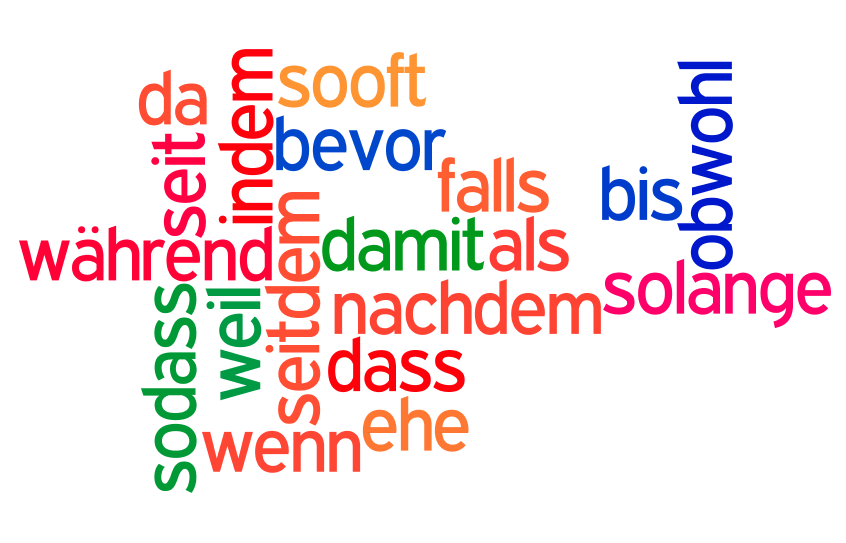 da
seit
indem
sooft
bevor
falls
bis
obwohl
während
seitdem
damit
als
solange
nachdem
weil
sodass
dass
ehe
wenn